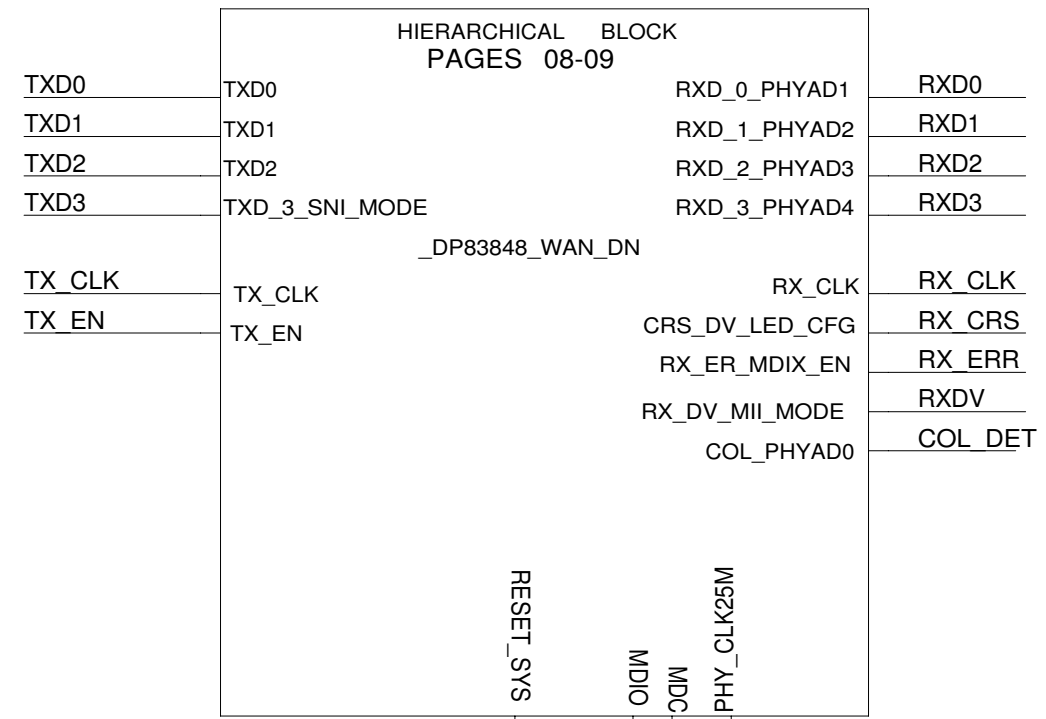 HIERARCHICAL BLOCK
PAGES 08-09
TXD0 TXD0 RXD_0_PHYAD1 RXD0
TXD1 TXD1 RXD_1_PHYAD2 RXD1
TXD2 TXD2 RXD_2_PHYAD3 RXD2
TXD3 TXD_3_SNI_MODE RXD_3_PHYAD4 RXD3
_DP83848_WAN_DN
TX_CLK TX_CLK RX_CLK RX_CLK
TX_EN TX_EN CRS_DV_LED_CFG RX_CRS
RX_ER_MDIX_EN RX_ERR
RX_DV_MII_MODE RXDV
COL_PHYAD0 COL_DET
RESET_SYS
MDIO
MDC
PHY_CLK25M